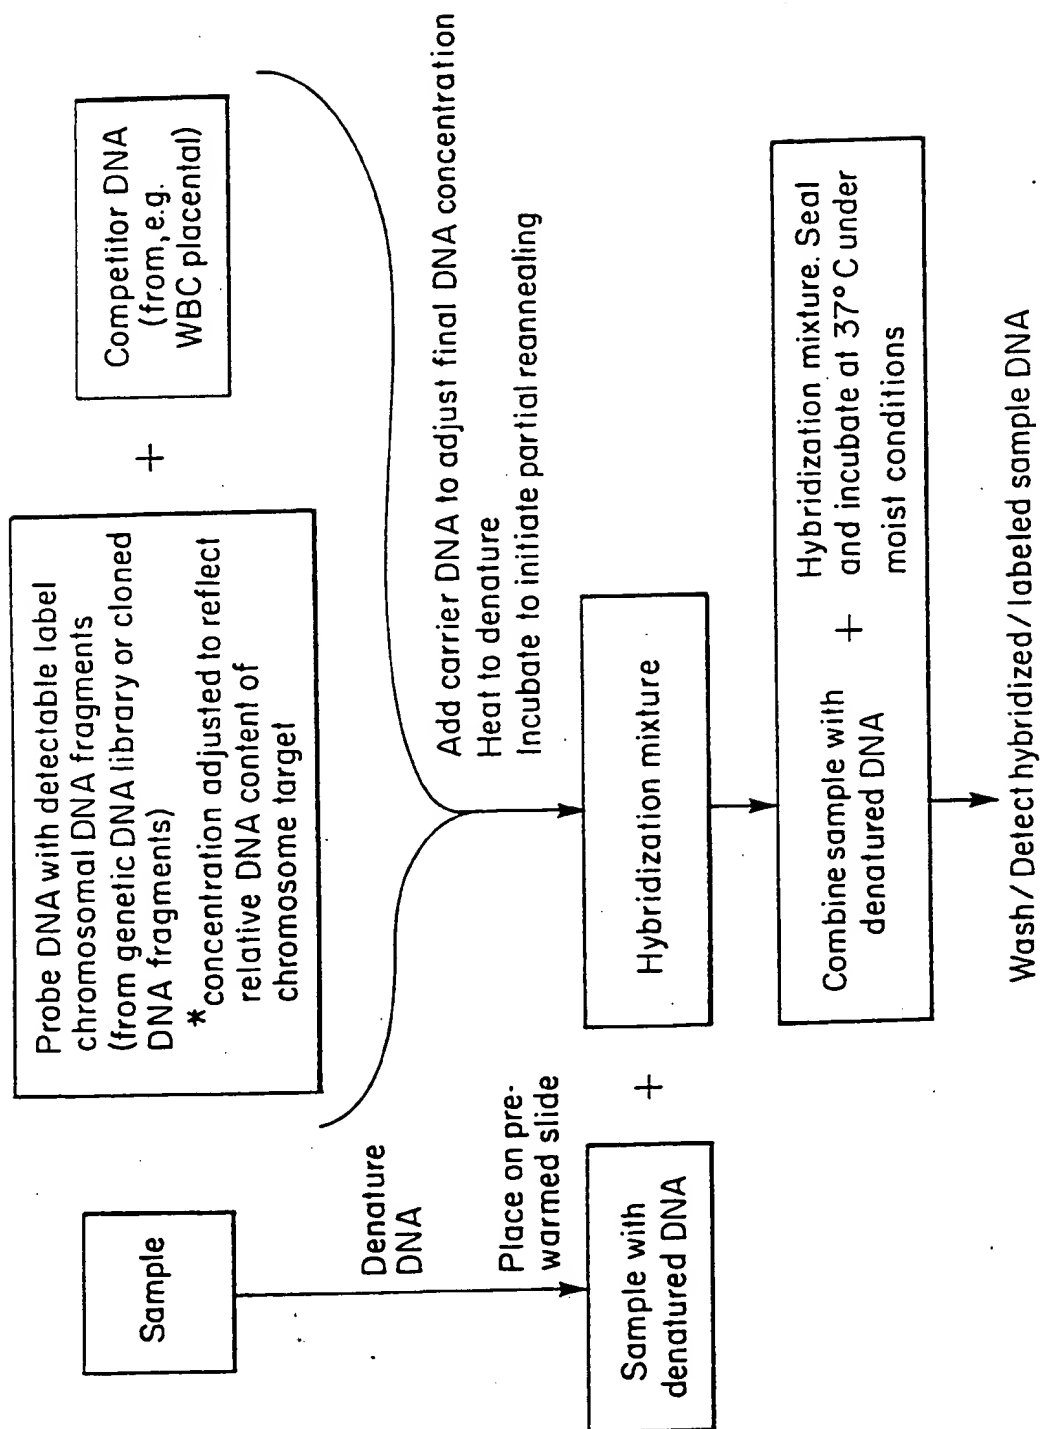 Sample
Denature
DNA
Place on pre-
warmed slide
Sample with
denatured DNA
+
Probe DNA with detectable label
chromosomal DNA fragments
(from genetic DNA library or cloned
DNA fragments)
*concentration adjusted to reflect
relative DNA content of
chromosome target
+
Competitor DNA
(from, e.g.
WBC placental)
Add carrier DNA to adjust final DNA concentration
Heat to denature
Incubate to initiate partial reannealing
Hybridization mixture
Combine sample with
denatured DNA
+
Hybridization mixture. Seal
and incubate at 37°C under
moist conditions
Wash/ Detect hybridized/ labeled sample DNA